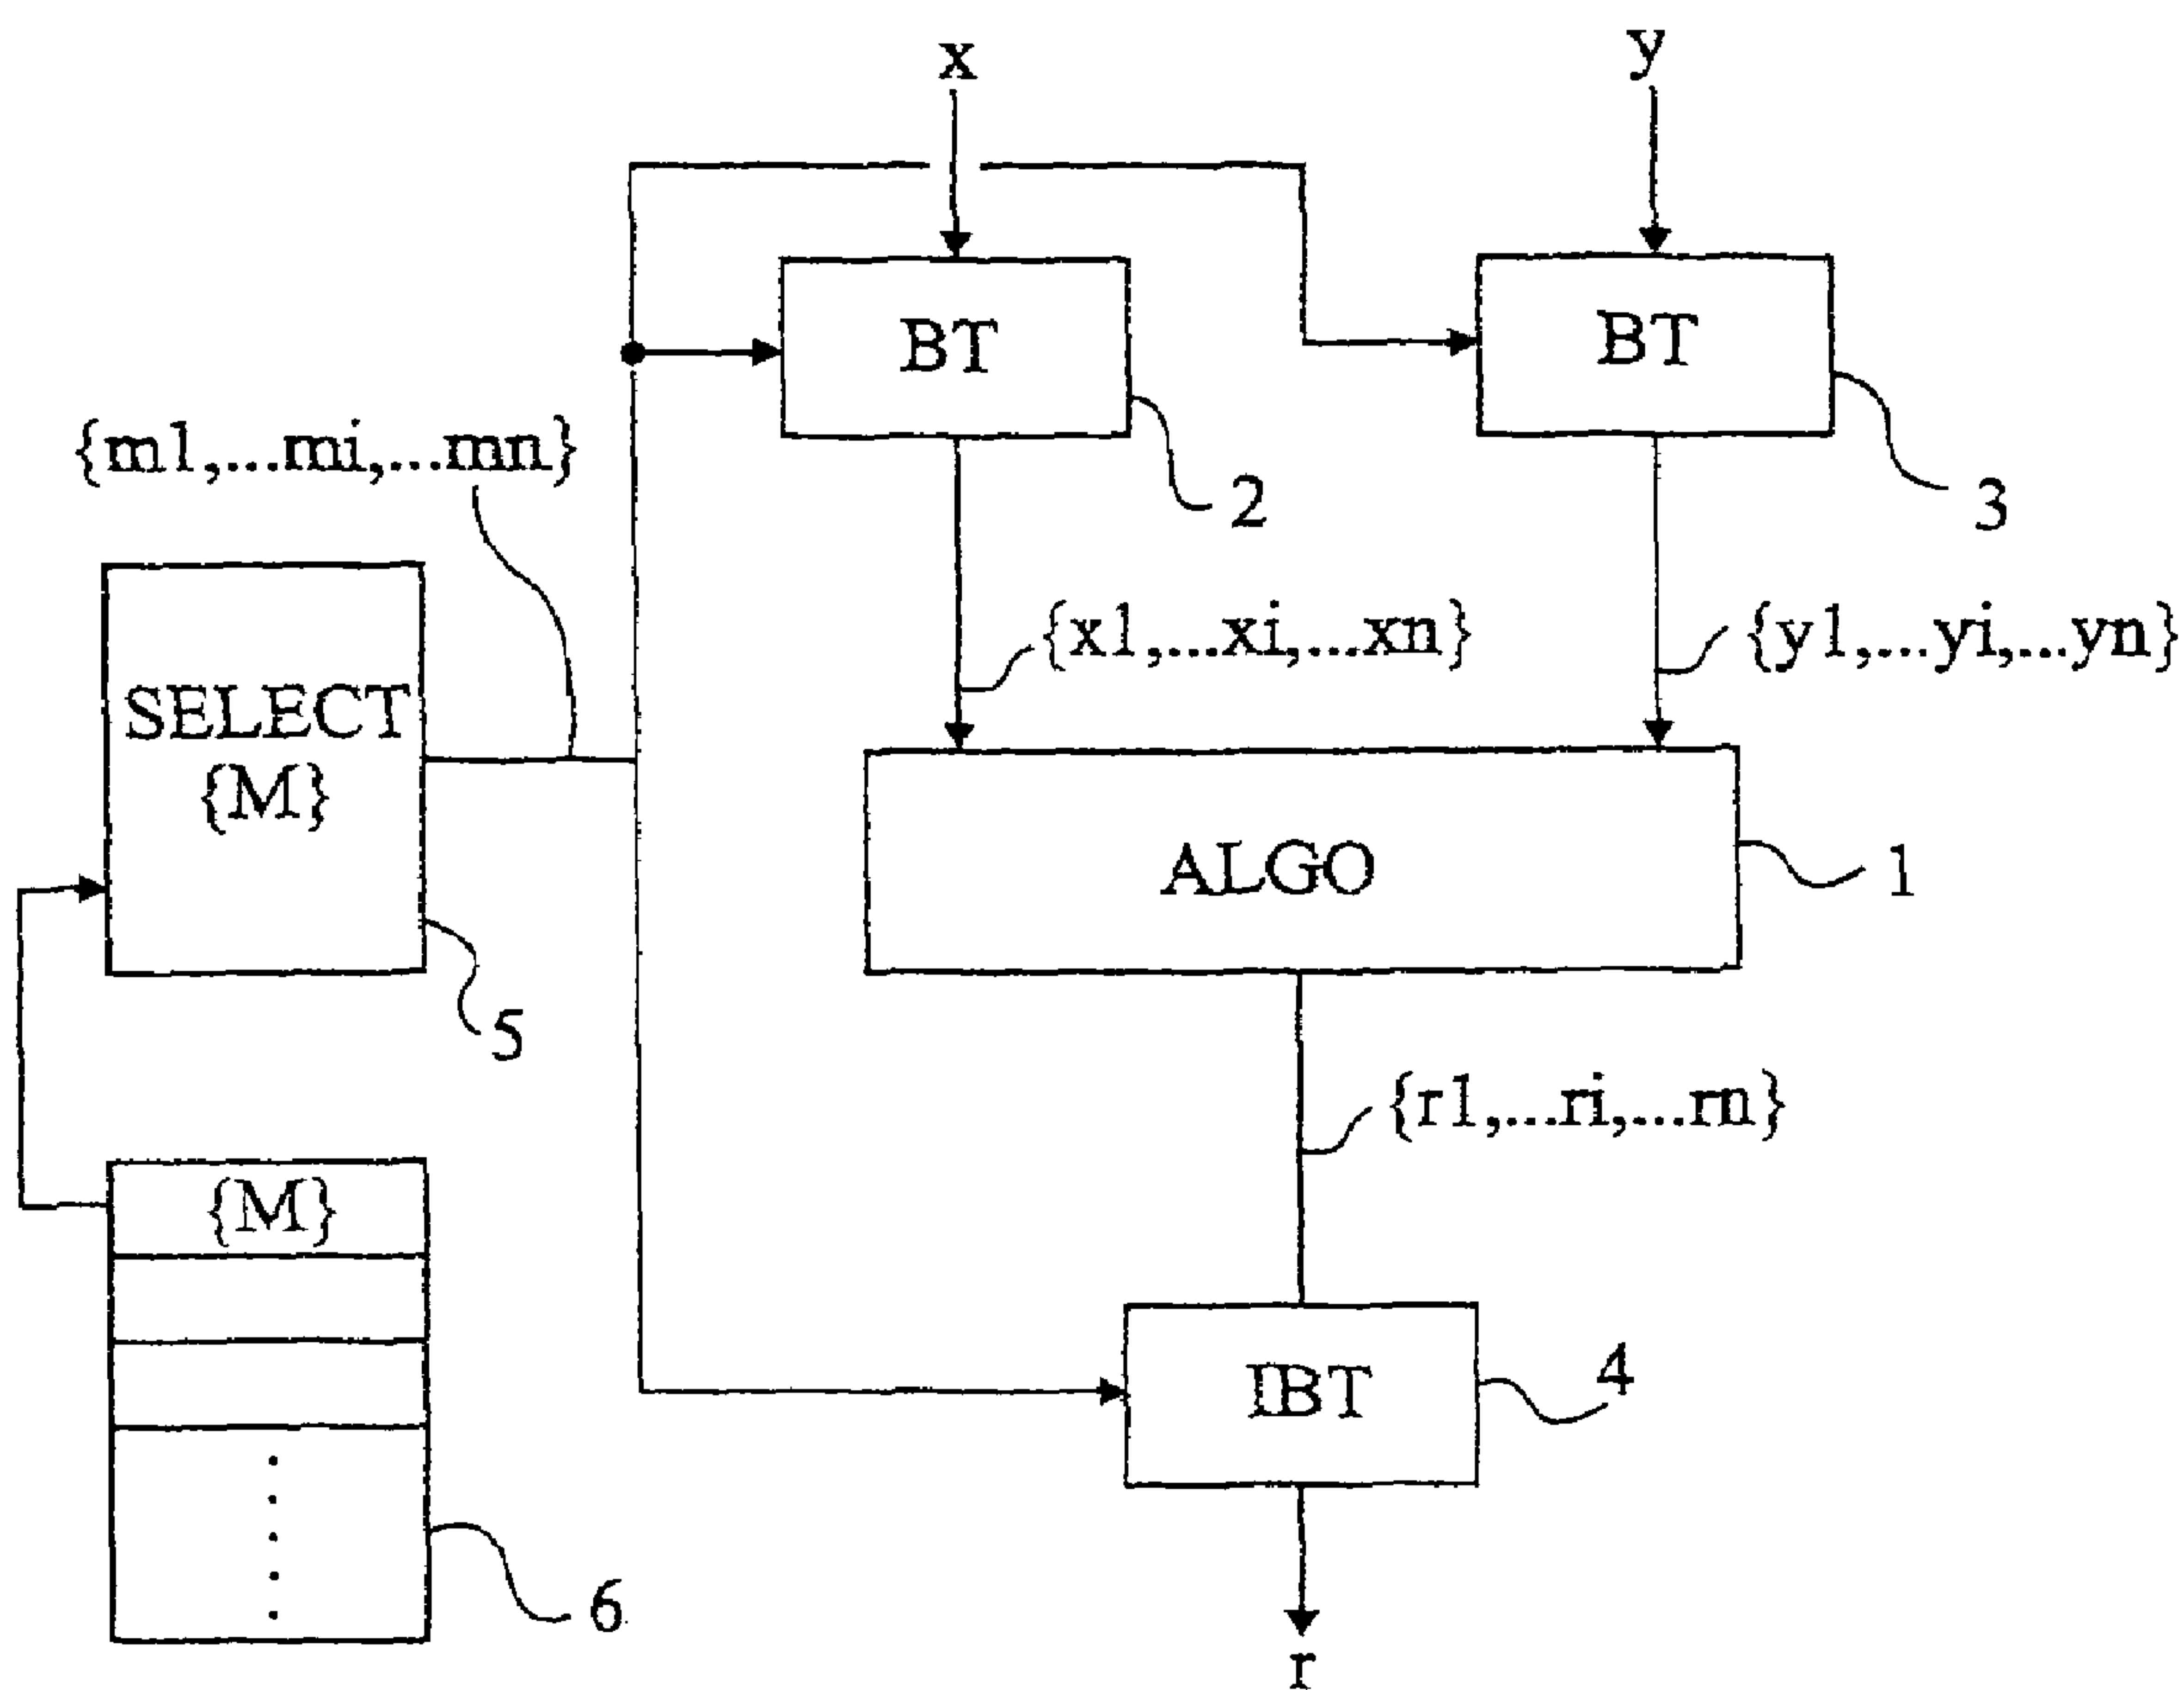 x
y
BT
BT
{m1,...mi,...mn}
2
3
{x1,...xi,...xn}
{y1,...yi,...yn}
SELECT
{M}
ALGO
1
5
{r1,...ri,...rn}
{M}
IBT
4
6
r